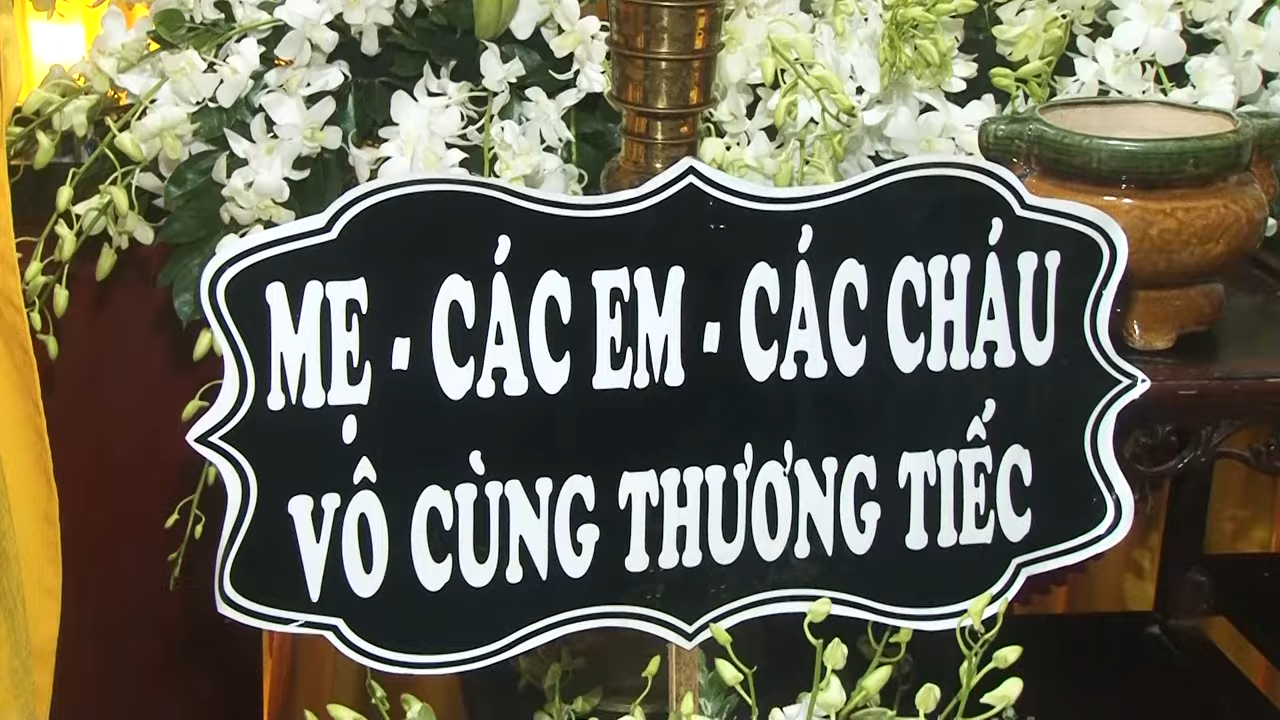 MẸ - CÁC EM - CÁC CHÁU
VÔ CÙNG THƯƠNG TIẾC